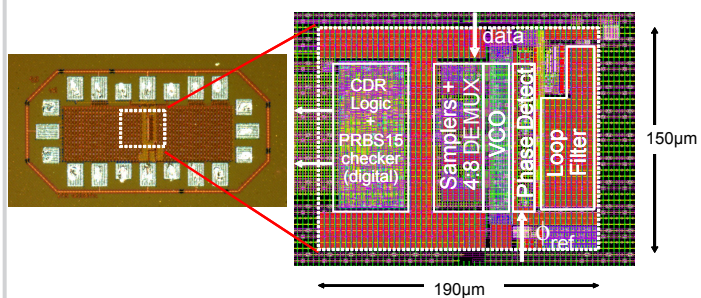 data
CDR
Logic
+
PRBS15
checker
(digital)
Samplers +
4:8 DEMUX
VCO
Phase Detect
Loop
Filter
ϕref
150µm
190µm